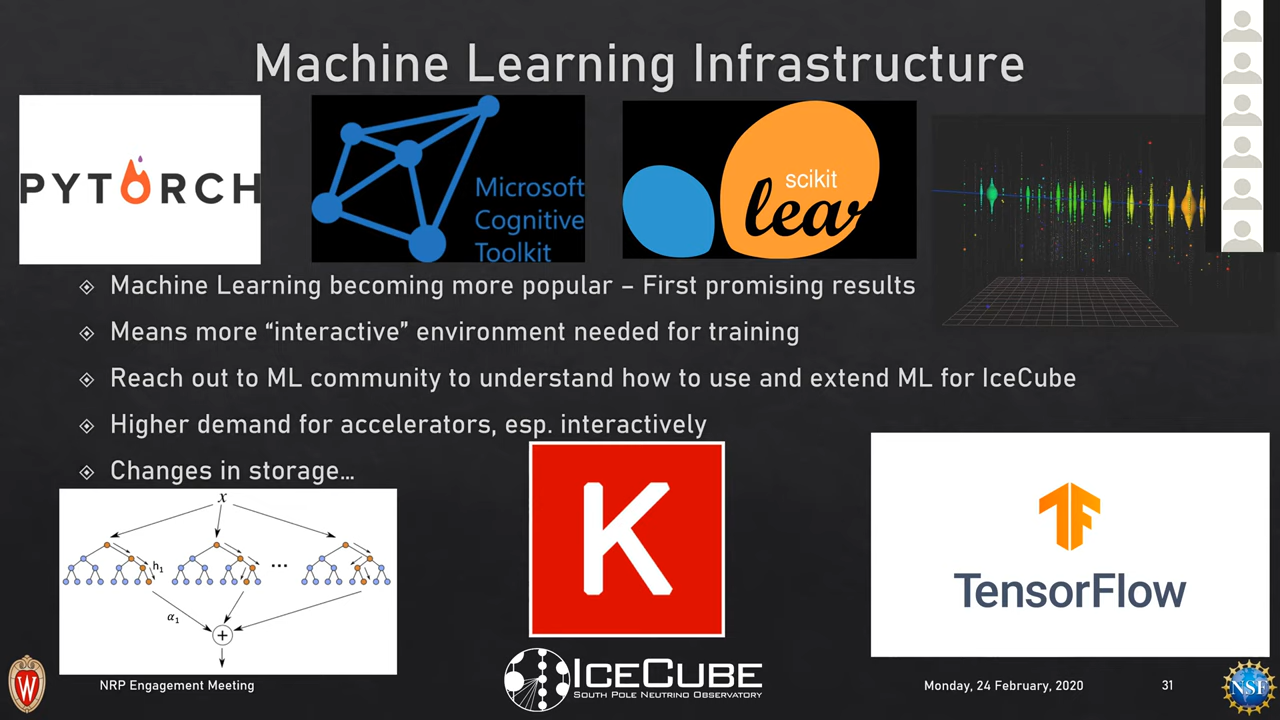 Machine Learning Infrastructure
PYTORCH
Microsoft
Cognitive
Toolkit
scikit
lear
Machine Learning becoming more popular – First promising results
Means more “interactive” environment needed for training
Reach out to ML community to understand how to use and extend ML for IceCube
Higher demand for accelerators, esp. interactively
Changes in storage…
x
h₁
...
α₁
+
K
TF
TensorFlow
ICECUBE
SOUTH POLE NEUTRINO OBSERVATORY
W
NRP Engagement Meeting
Monday, 24 February, 2020
31
NSF